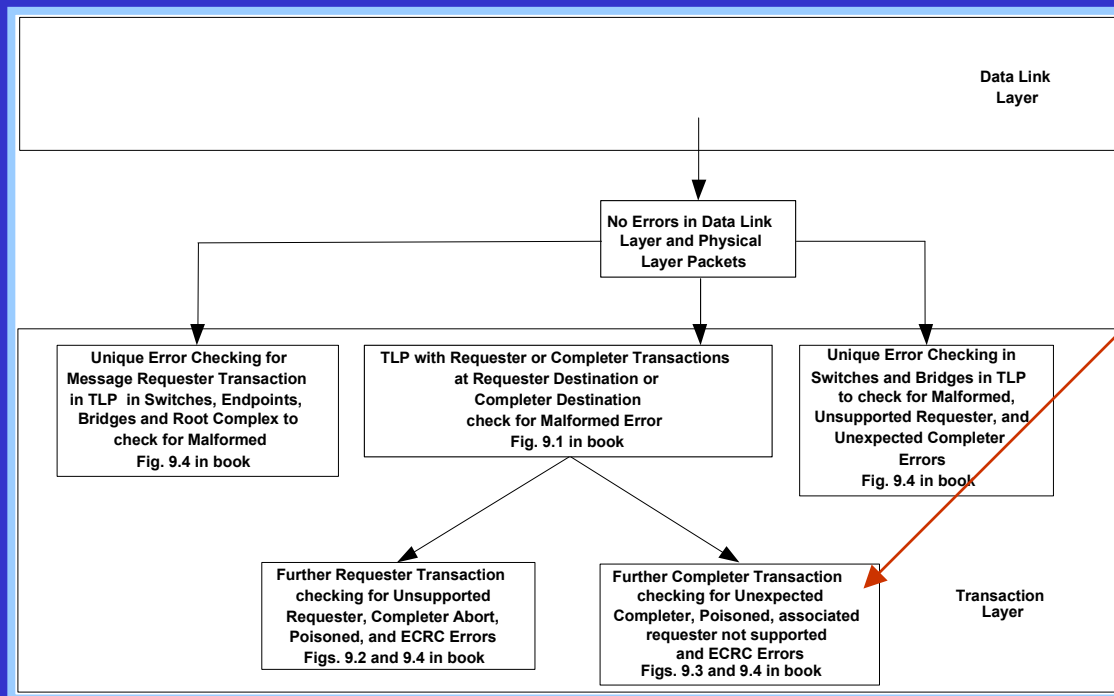 Data Link
Layer
No Errors in Data Link
Layer and Physical
Layer Packets
Unique Error Checking for
Message Requester Transaction
in TLP in Switches, Endpoints,
Bridges and Root Complex to
check for Malformed
Fig. 9.4 in book
TLP with Requester or Completer Transactions
at Requester Destination or
Completer Destination
check for Malformed Error
Fig. 9.1 in book
Unique Error Checking in
Switches and Bridges in TLP
to check for Malformed,
Unsupported Requester, and
Unexpected Completer
Errors
Fig. 9.4 in book
Further Requester Transaction
checking for Unsupported
Requester, Completer Abort,
Poisoned, and ECRC Errors
Figs. 9.2 and 9.4 in book
Further Completer Transaction
checking for Unexpected
Completer, Poisoned, associated
requester not supported
and ECRC Errors
Figs. 9.3 and 9.4 in book
Transaction
Layer